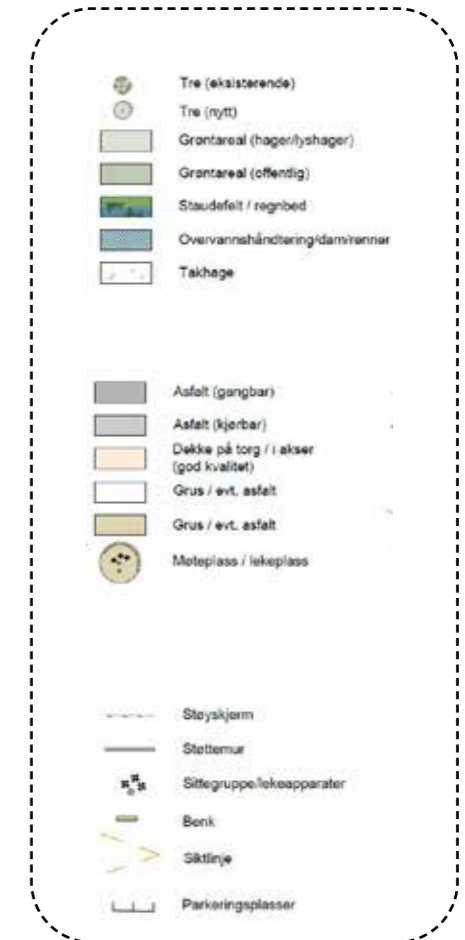 Tre (eksisterende)
Tre (nytt)
Grøntareal (hager/lyshager)
Grøntareal (offentlig)
Staudefelt / regnbed
Overvannshåndtering/dam/renner
Takhage
Asfalt (gangbar)
Asfalt (kjørbar)
Dekke på torg / i akser
(god kvalitet)
Grus / evt. asfalt
Grus / evt. asfalt
Møteplass / lekeplass
Støyskjerm
Støttemur
Sittegruppe/lekeapparater
Benk
Siktlinje
Parkeringsplasser